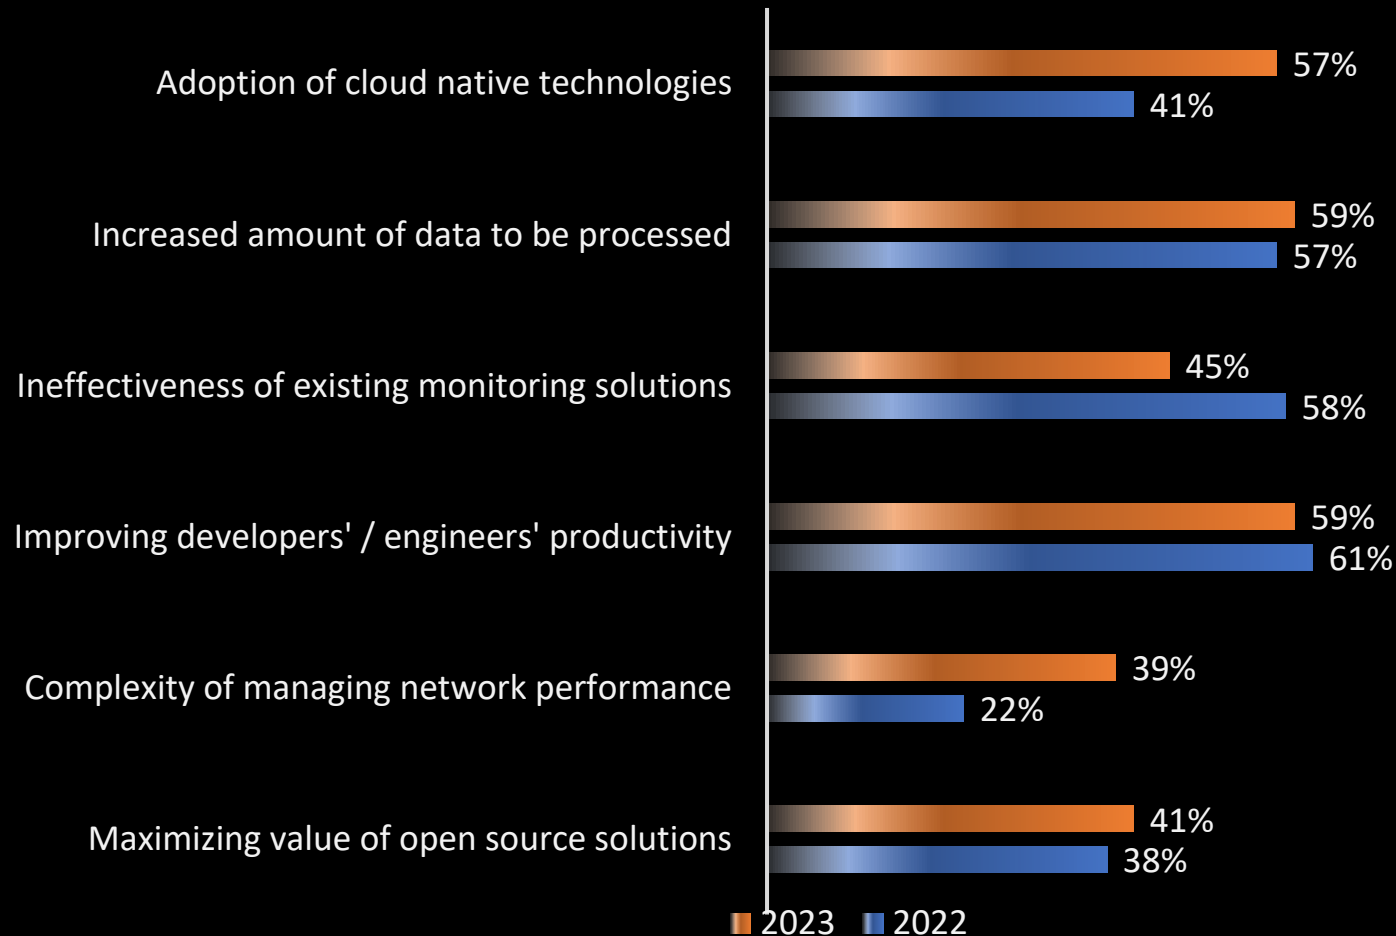 Adoption of cloud native technologies
57%
41%
Increased amount of data to be processed
59%
57%
Ineffectiveness of existing monitoring solutions
45%
58%
Improving developers' / engineers' productivity
59%
61%
Complexity of managing network performance
39%
22%
Maximizing value of open source solutions
41%
38%
2023 2022